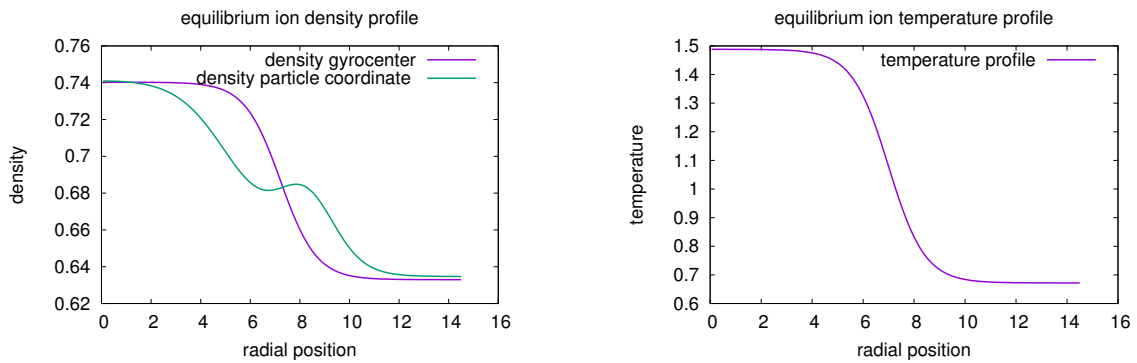 equilibrium ion density profile
0.76
0.74
0.72
0.7
0.68
0.66
0.64
0.62
density
density gyrocenter
density particle coordinate
0 2 4 6 8 10 12 14 16
radial position
equilibrium ion temperature profile
1.5
1.4
1.3
1.2
1.1
1
0.9
0.8
0.7
0.6
temperature
temperature profile
0 2 4 6 8 10 12 14 16
radial position